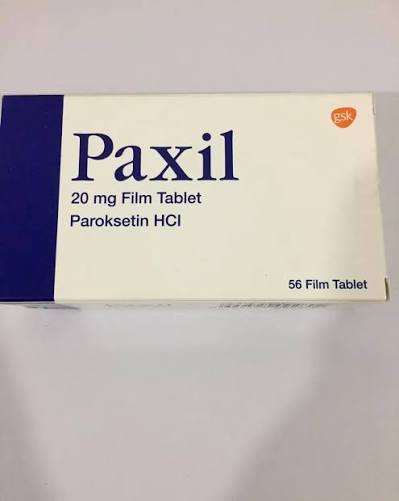 gsk
Paxil
20 mg Film Tablet
Paroksetin HCl
56 Film Tablet